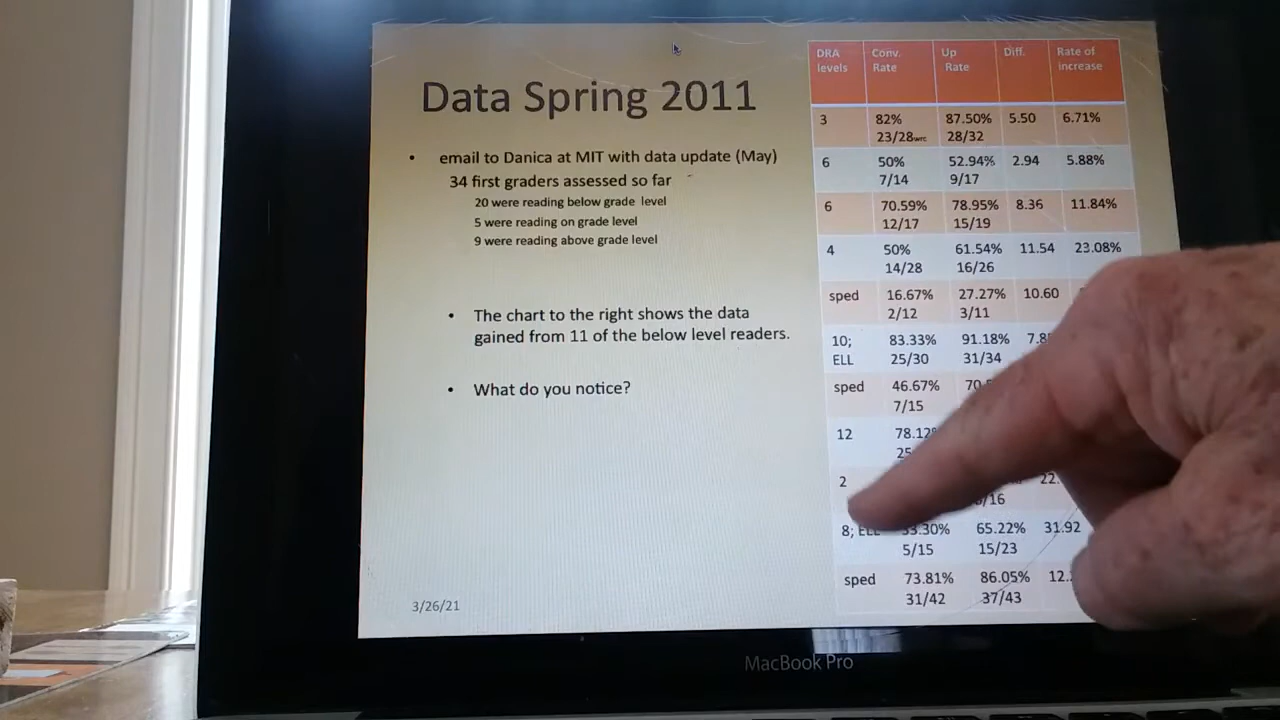 Data Spring 2011
• email to Danica at MIT with data update (May)
34 first graders assessed so far
20 were reading below grade level
5 were reading on grade level
9 were reading above grade level
• The chart to the right shows the data
gained from 11 of the below level readers.
• What do you notice?
3/26/21
DRA Conv. Up Diff. Rate of
levels Rate Rate increase
3 82% 87.50% 5.50 6.71%
23/28wrc 28/32
6 50% 52.94% 2.94 5.88%
7/14 9/17
6 70.59% 78.95% 8.36 11.84%
12/17 15/19
4 50% 61.54% 11.54 23.08%
14/28 16/26
sped 16.67% 27.27% 10.60
2/12 3/11
10; 83.33% 91.18%
ELL 25/30 31/34
sped 46.67%
7/15
12
2
8; ELL 65.22% 31.92
5/15 15/23
sped 73.81% 86.05%
31/42 37/43
MacBook Pro